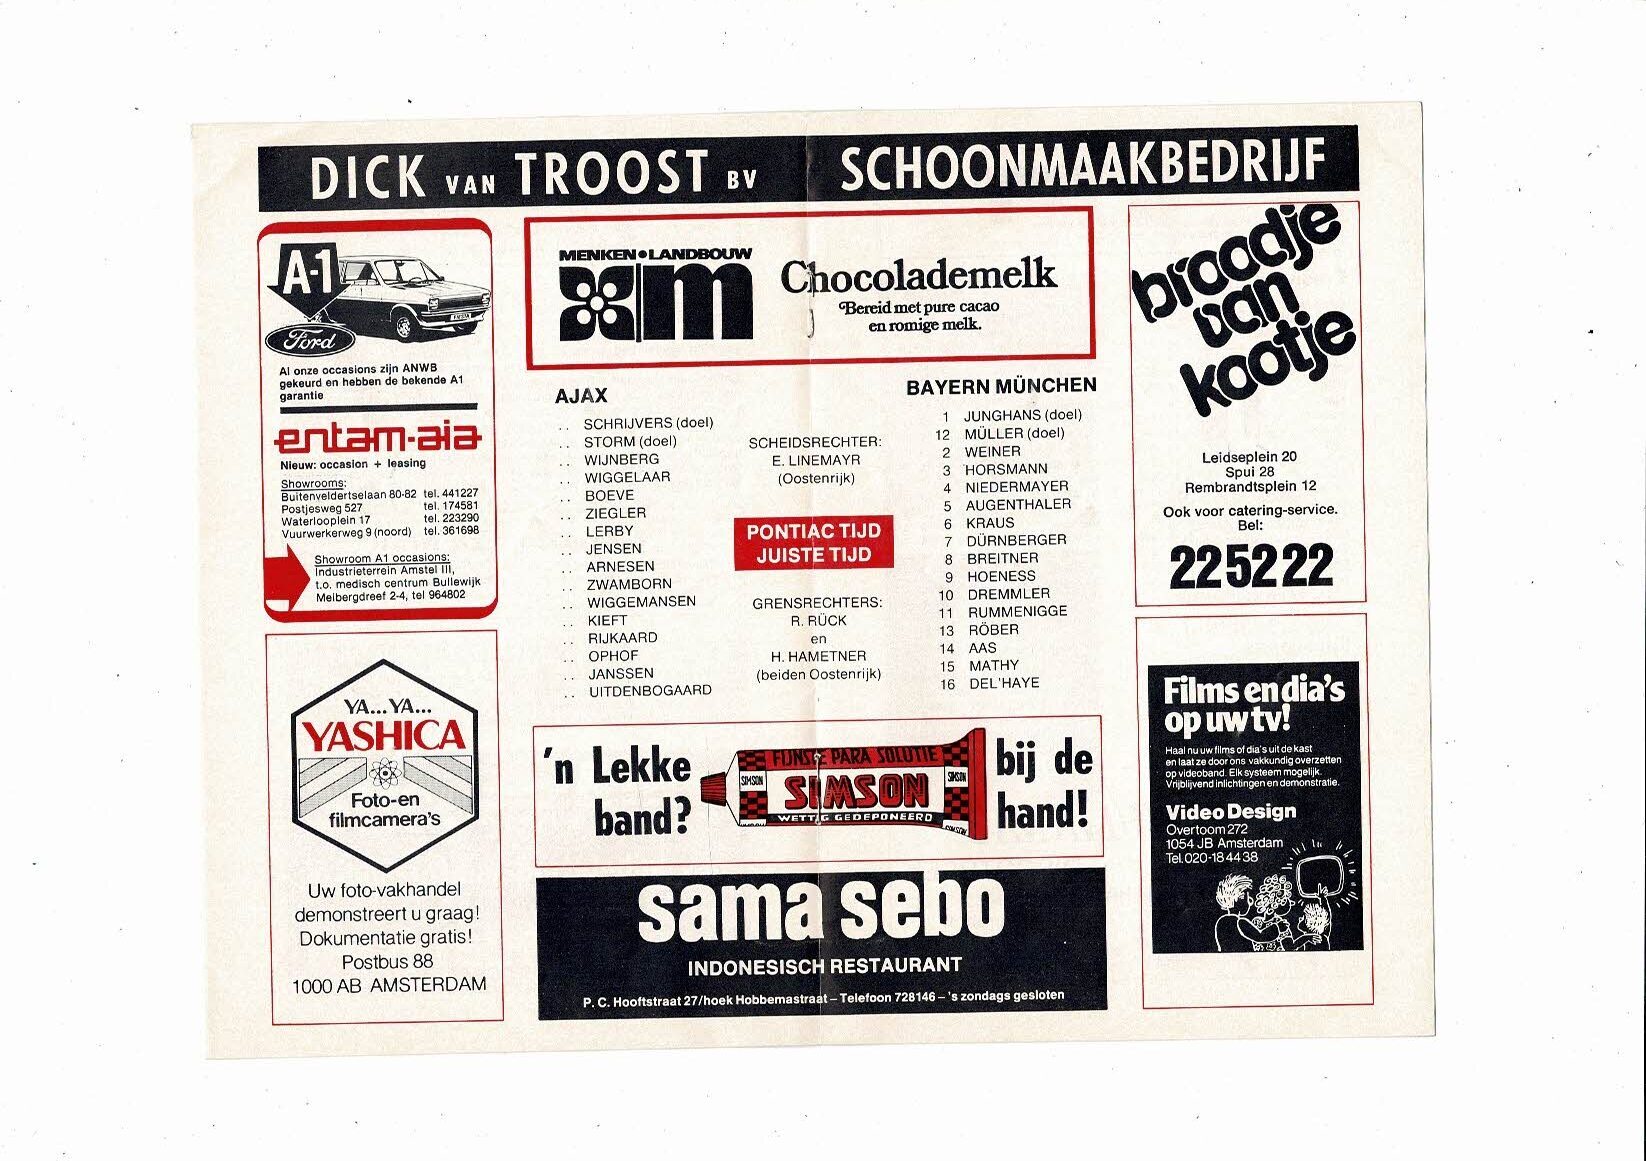 DICK VAN TROOST BV SCHOONMAAKBEDRIJF
A-1
Ford
Al onze occasions zijn ANWB
gekeurd en hebben de bekende A1
garantie
entam-aia
Nieuw: occasion + leasing
Showrooms:
Buitenveldertselaan 80-82 tel. 441227
Postjesweg 527 tel. 174581
Waterlooplein 17 tel. 223290
Vuurwerkerweg 9 (noord) tel. 361698
Showroom A1 occasions:
Industrieterrein Amstel III,
t.o. medisch centrum Bullewijk
Meibergdreef 2-4, tel 964802
YA...YA...
YASHICA
Foto-en
filmcamera's
Uw foto-vakhandel
demonstreert u graag!
Dokumentatie gratis!
Postbus 88
1000 AB AMSTERDAM
MENKEN•LANDBOUW
m
Chocolademelk
Bereid met pure cacao
en romige melk.
AJAX
.. SCHRIJVERS (doel)
.. STORM (doel)
.. WIJNBERG
.. WIGGELAAR
.. BOEVE
.. ZIEGLER
.. LERBY
.. JENSEN
.. ARNESEN
.. ZWAMBORN
.. WIGGEMANSEN
.. KIEFT
.. RIJKAARD
.. OPHOF
.. JANSSEN
.. UITDENBOGAARD
SCHEIDSRECHTER:
E. LINEMAYR
(Oostenrijk)
PONTIAC TIJD
JUISTE TIJD
GRENSRECHTERS:
R. RÜCK
en
H. HAMETNER
(beiden Oostenrijk)
BAYERN MÜNCHEN
1 JUNGHANS (doel)
12 MÜLLER (doel)
2 WEINER
3 HORSMANN
4 NIEDERMAYER
5 AUGENTHALER
6 KRAUS
7 DÜRNBERGER
8 BREITNER
9 HOENESS
10 DREMMLER
11 RUMMENIGGE
13 RÖBER
14 AAS
15 MATHY
16 DEL'HAYE
'n Lekke
band?
FIJNSTE PARA SOLUTIE
SIMSON
SIMSON
SIMSON
WETTIG GEDEPONEERD
SIMSON
bij de
hand!
sama sebo
INDONESISCH RESTAURANT
P. C. Hooftstraat 27/hoek Hobbemastraat – Telefoon 728146 – 's zondags gesloten
broodje
van
kootje
Leidseplein 20
Spui 28
Rembrandtsplein 12
Ook voor catering-service.
Bel:
225222
Films en dia's
op uw tv!
Haal nu uw films of dia's uit de kast
en laat ze door ons vakkundig overzetten
op videoband. Elk systeem mogelijk.
Vrijblijvend inlichtingen en demonstratie.
Video Design
Overtoom 272
1054 JB Amsterdam
Tel. 020-18 44 38